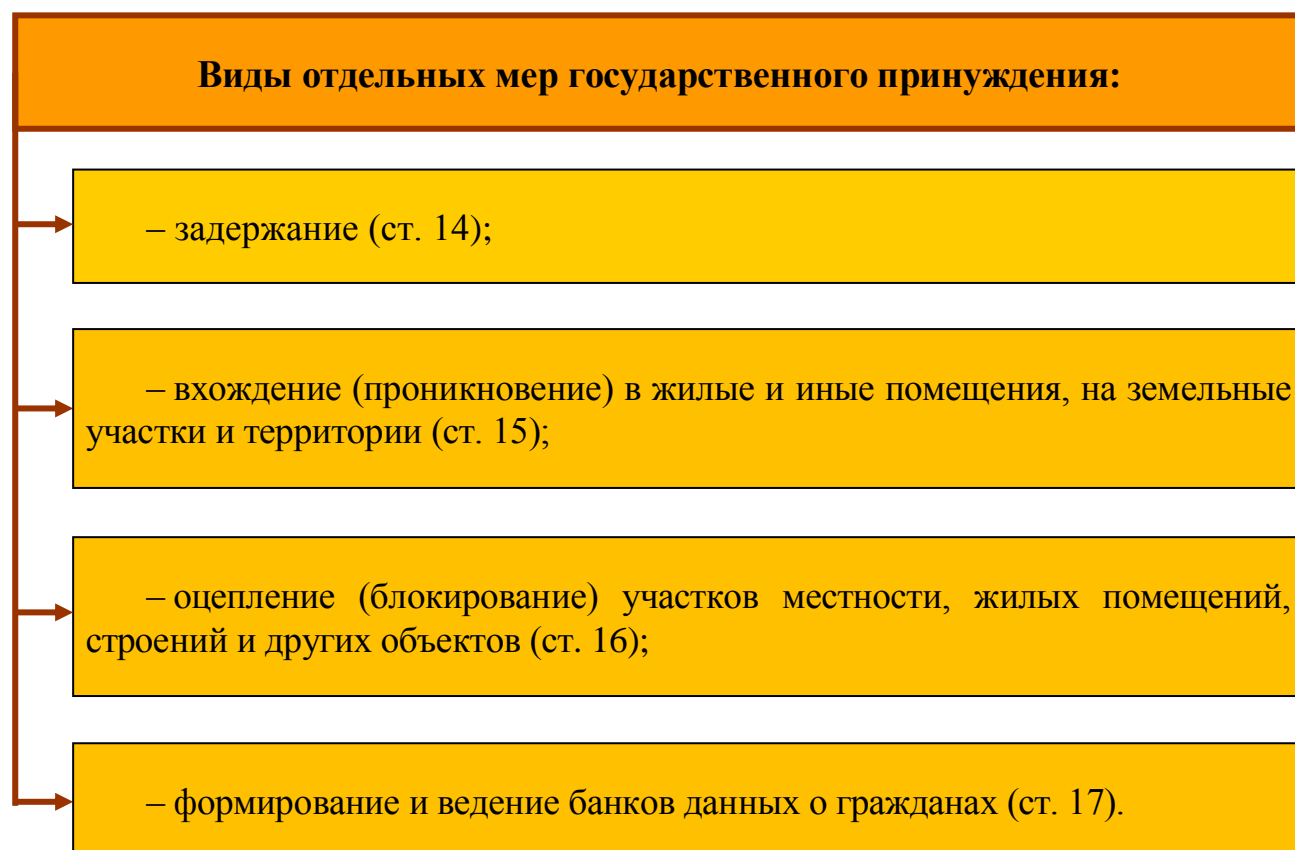 Виды отдельных мер государственного принуждения:
– задержание (ст. 14);
– вхождение (проникновение) в жилые и иные помещения, на земельные
участки и территории (ст. 15);
– оцепление (блокирование) участков местности, жилых помещений,
строений и других объектов (ст. 16);
– формирование и ведение банков данных о гражданах (ст. 17).